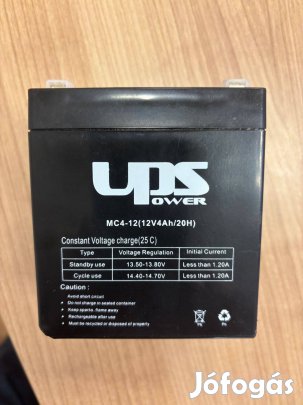 UPS
POWER
MC4-12(12V4Ah/20H)
Constant Voltage charge(25 C)
Type Voltage Regulation Initial Current
Standby use 13.50-13.80V Less than 1.20A
Cycle use 14.40-14.70V Less than 1.20A
Caution :
Avoid short circuit
Do not charge in sealed container
Keep sparks .flame away
Rechargeable after use
Must be recycled or disposed of properly
Pb
Jófogás